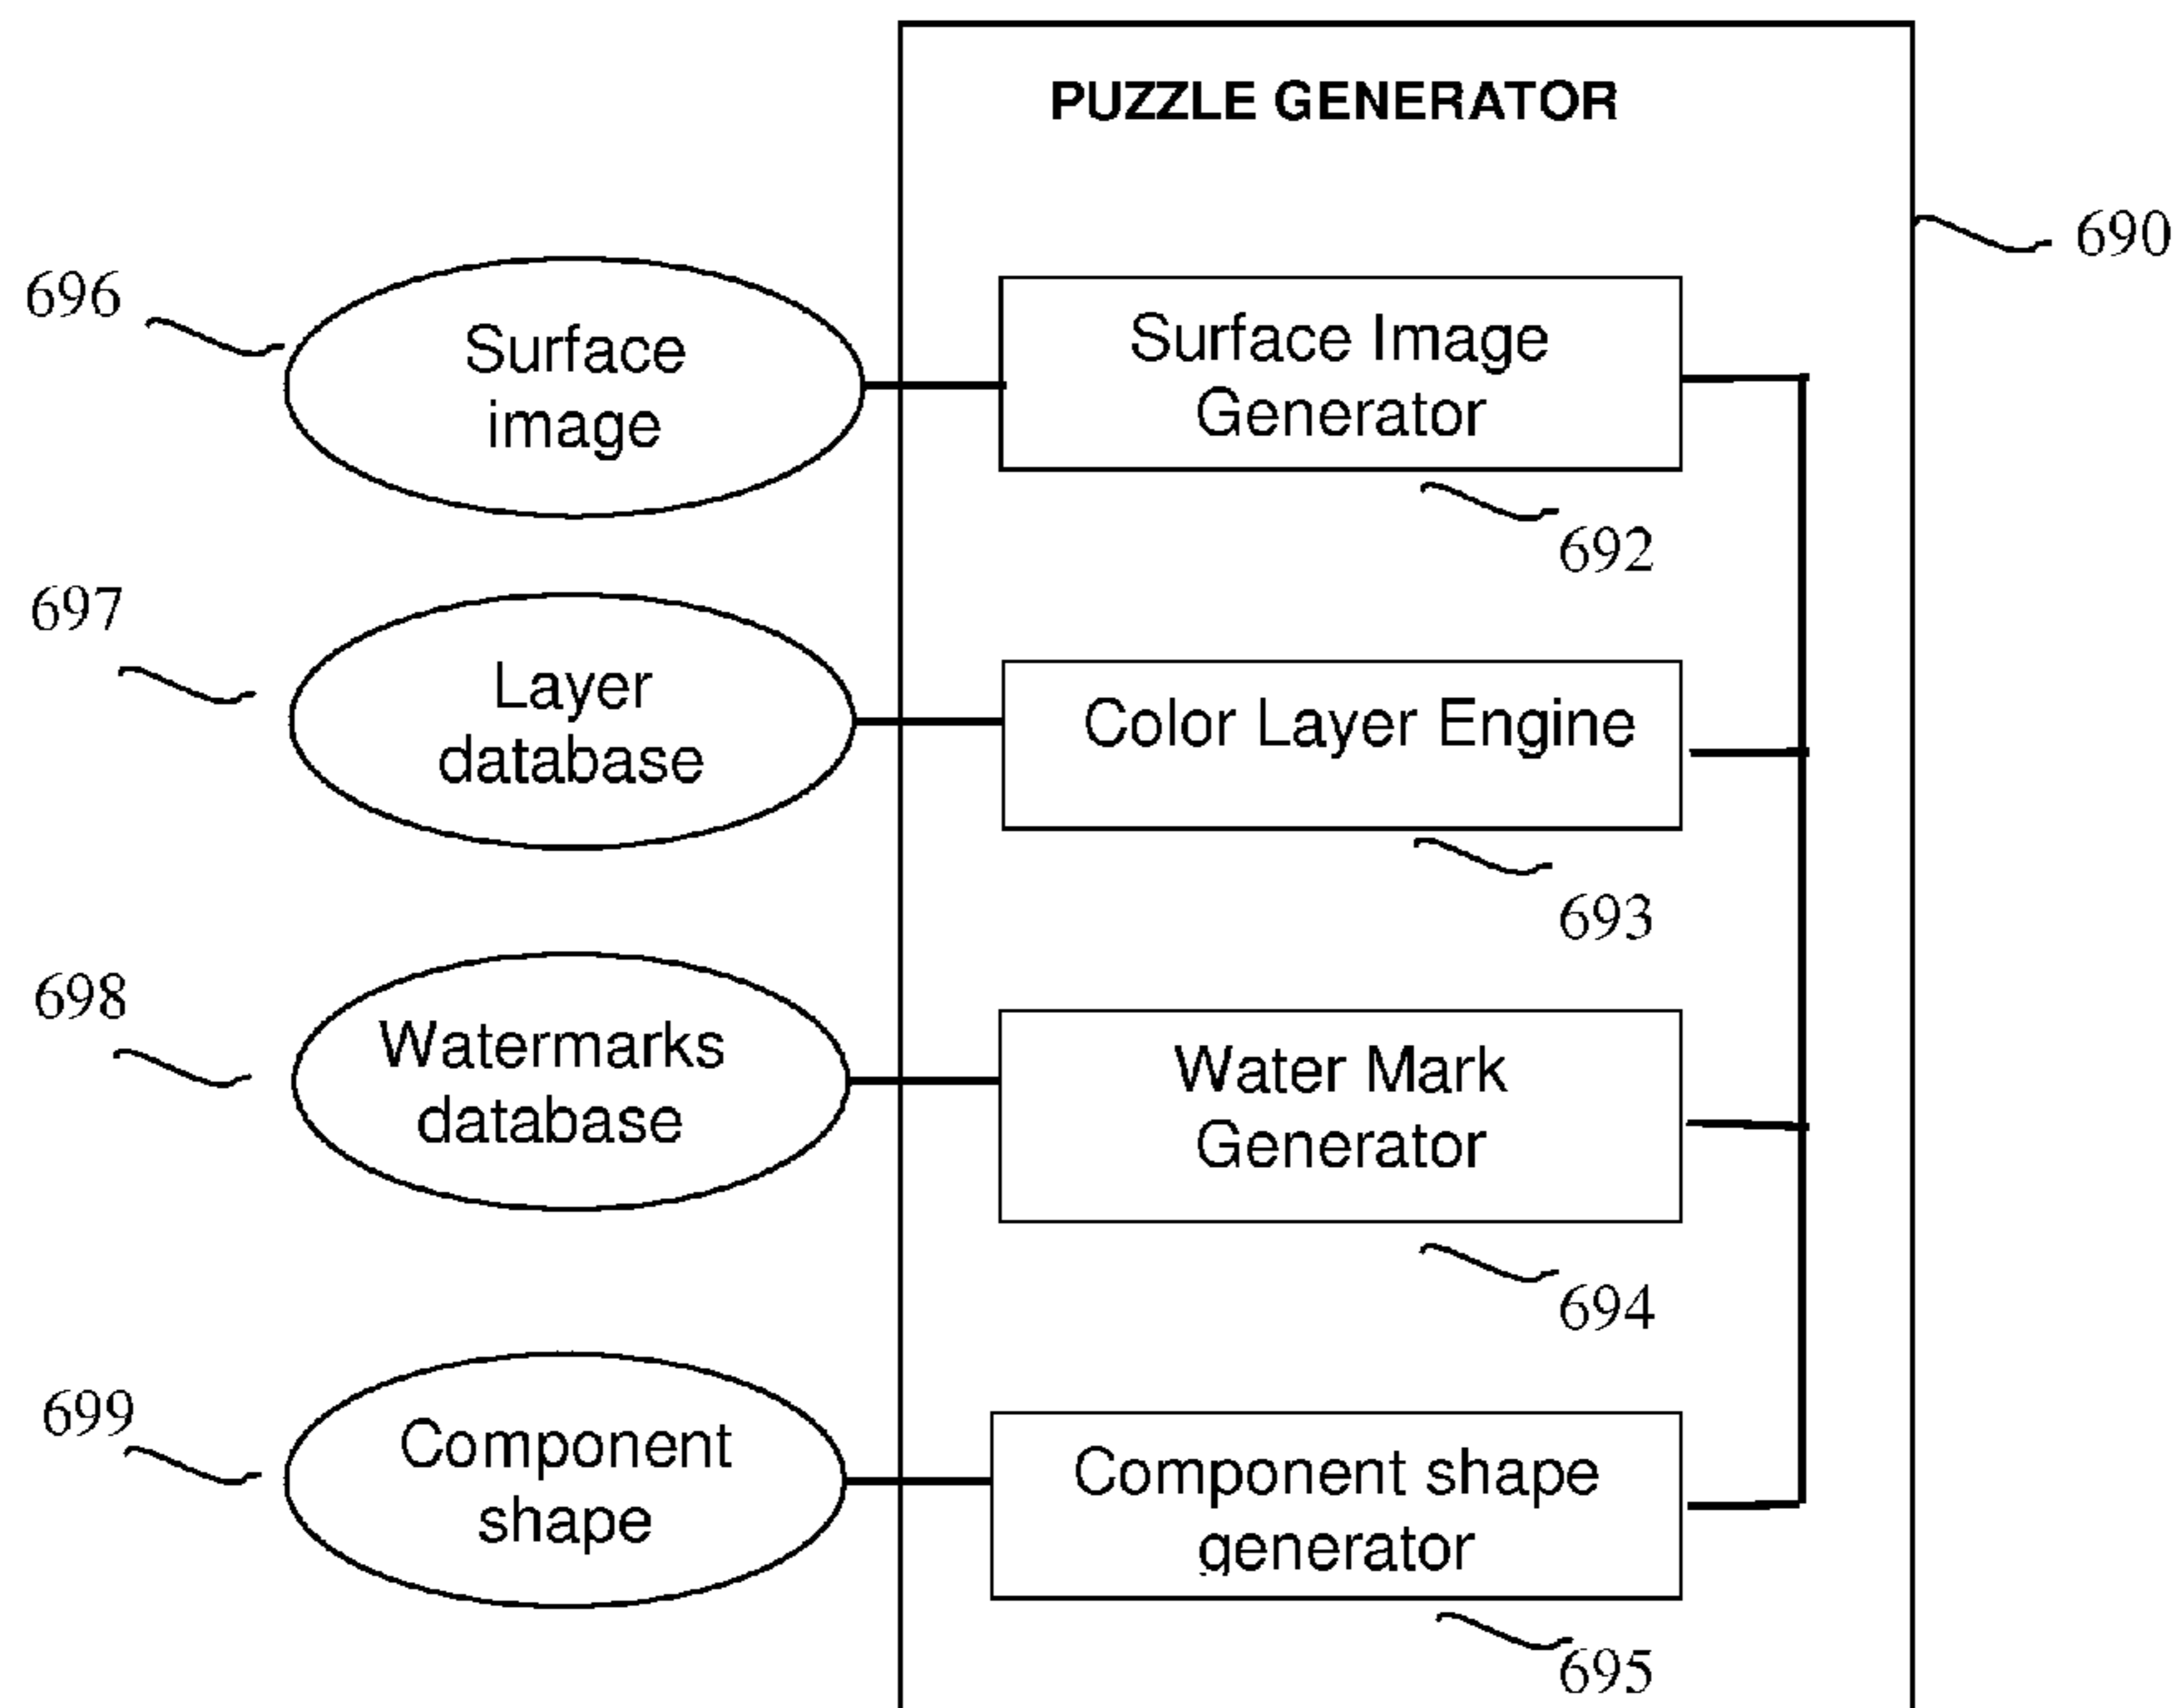 PUZZLE GENERATOR
690
696
Surface
image
Surface Image
Generator
692
697
Layer
database
Color Layer Engine
693
698
Watermarks
database
Water Mark
Generator
694
699
Component
shape
Component shape
generator
695